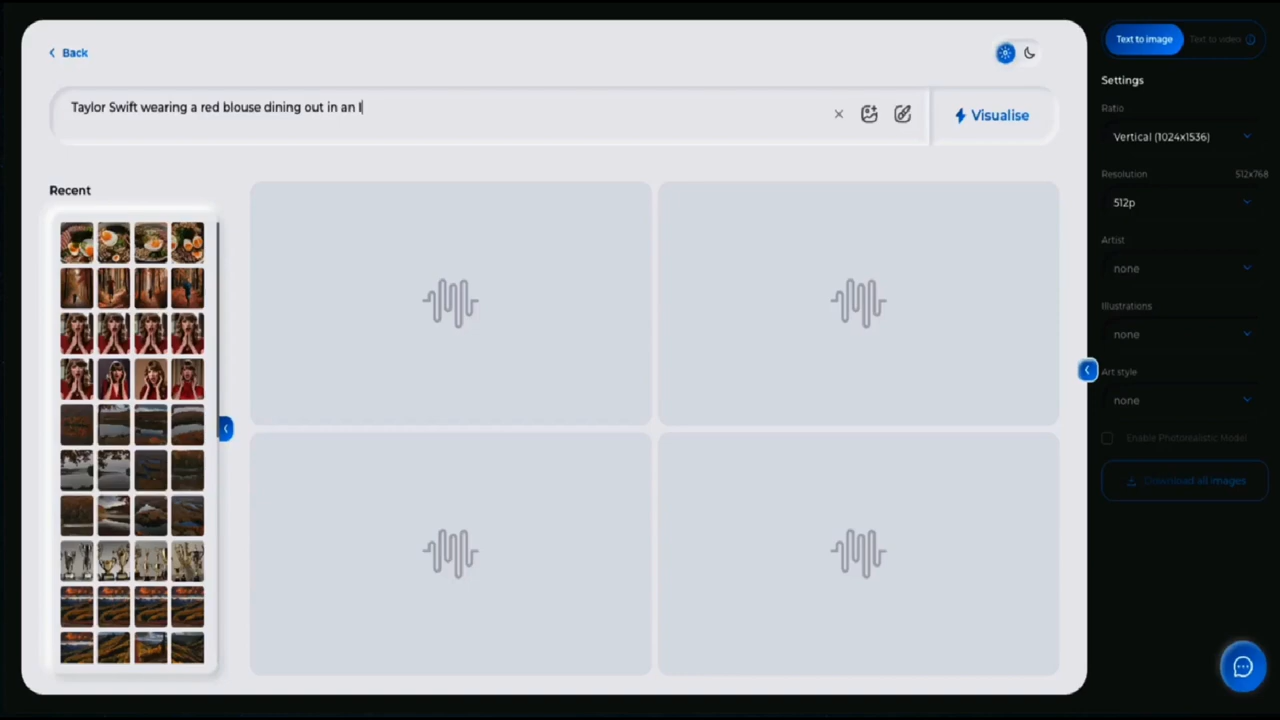 Back
Text to image
Text to video
Settings
Taylor Swift wearing a red blouse dining out in an I
Visualise
Ratio
Vertical (1024x1536)
Resolution 512x768
512p
Recent
Artist
none
Illustrations
none
Art style
none
Enable Photorealistic Model
Download all images